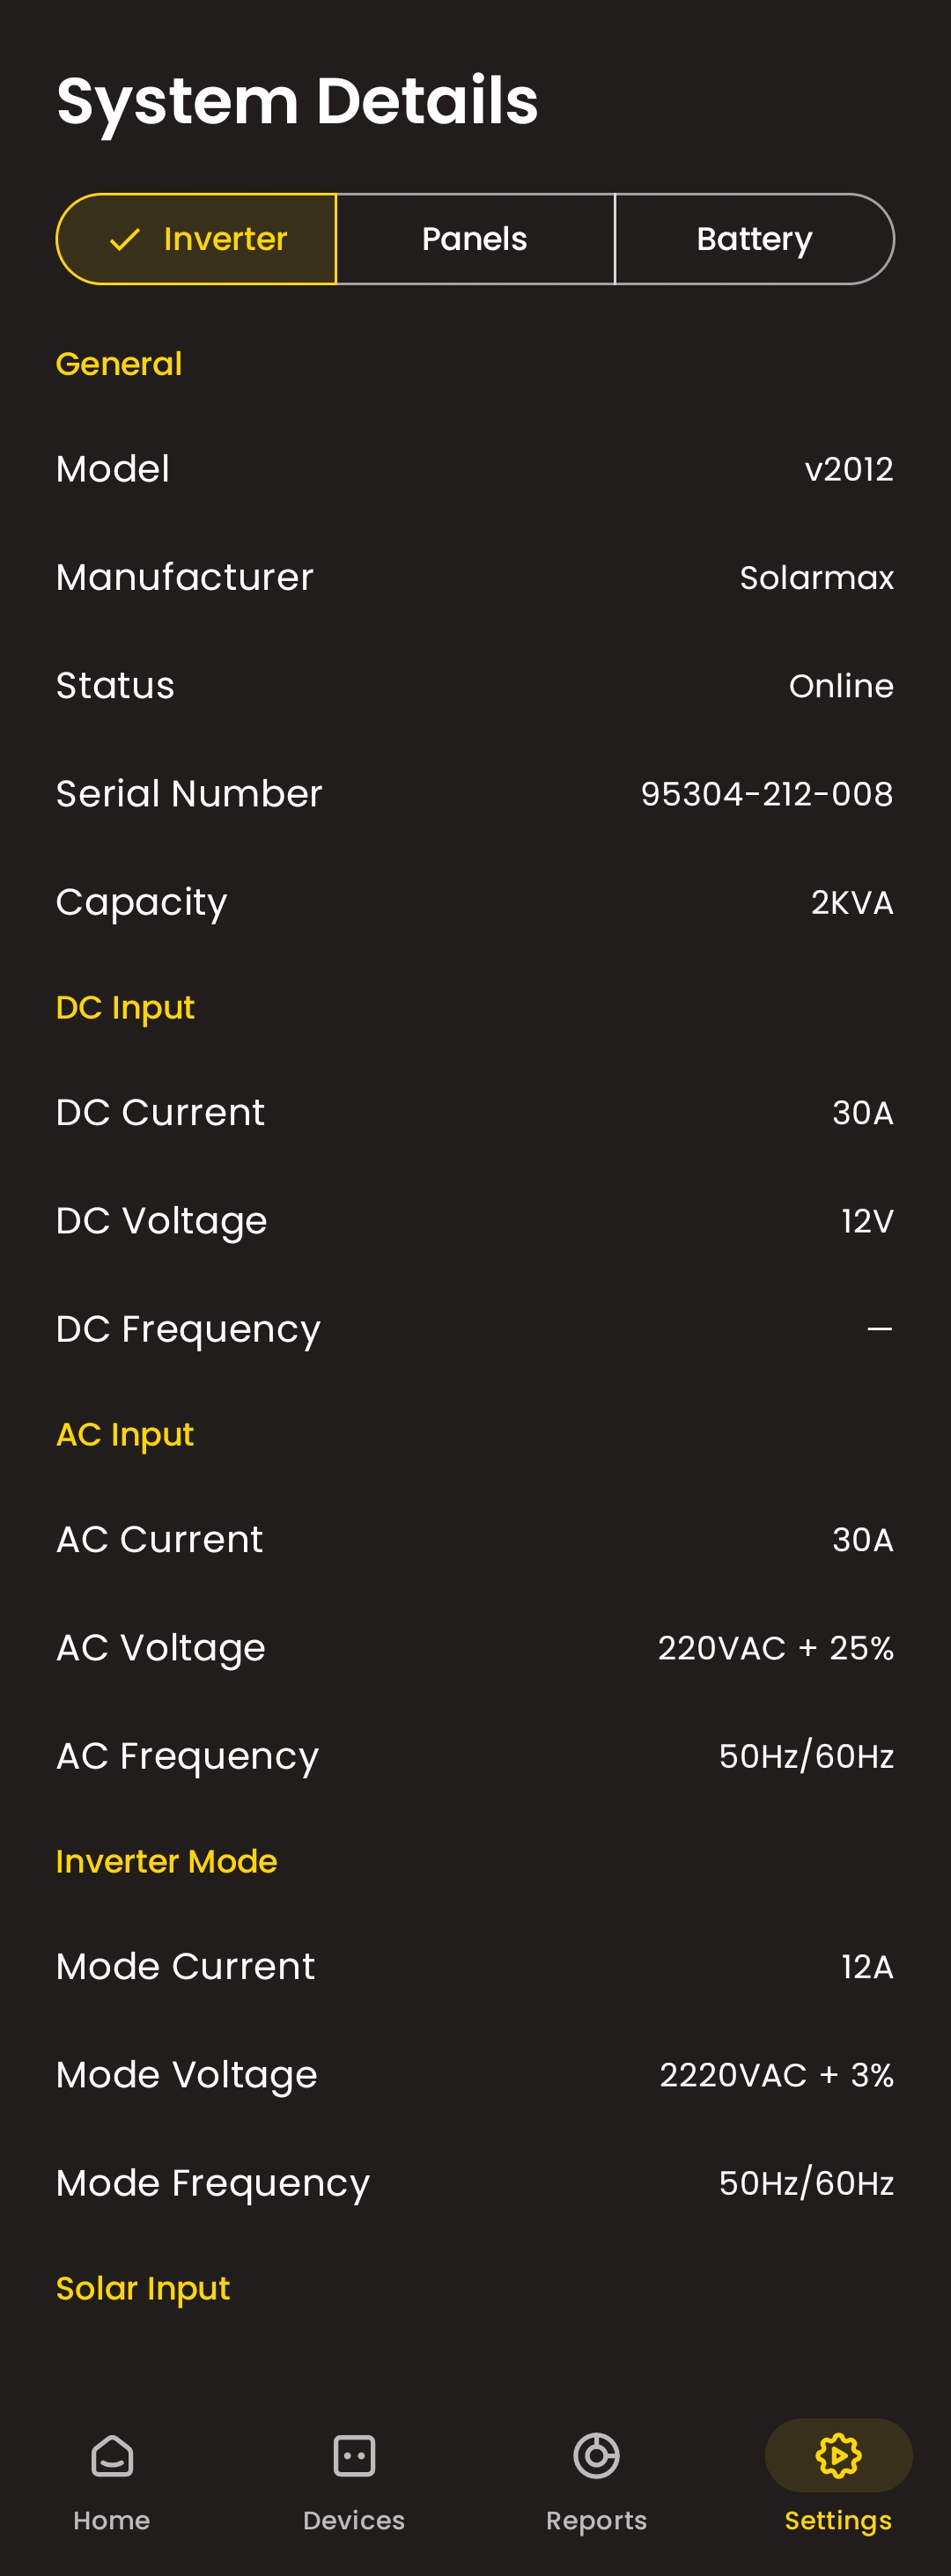 System Details
Inverter Panels Battery
General
Model v2012
Manufacturer Solarmax
Status Online
Serial Number 95304-212-008
Capacity 2KVA
DC Input
DC Current 30A
DC Voltage 12V
DC Frequency —
AC Input
AC Current 30A
AC Voltage 220VAC + 25%
AC Frequency 50Hz/60Hz
Inverter Mode
Mode Current 12A
Mode Voltage 2220VAC + 3%
Mode Frequency 50Hz/60Hz
Solar Input
Home Devices Reports Settings